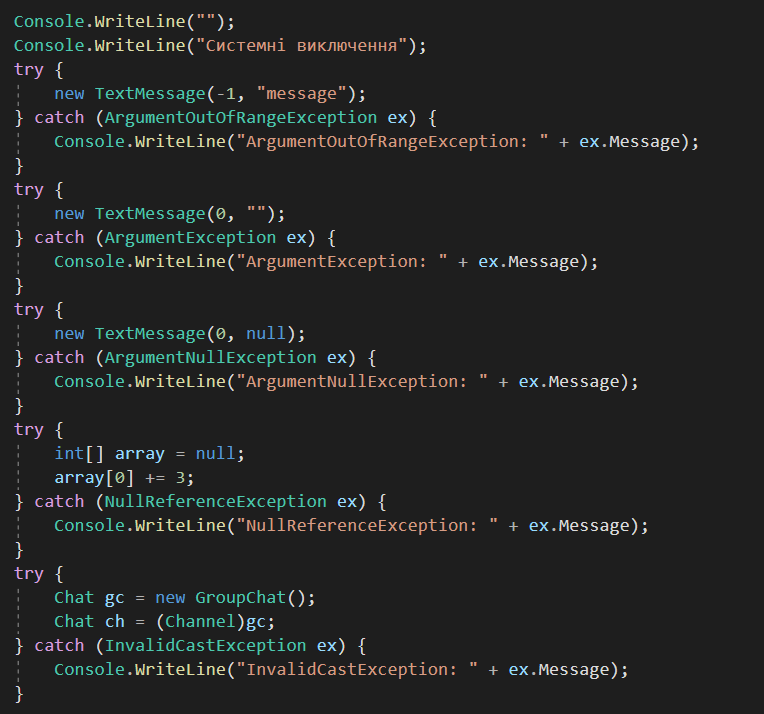 Console.WriteLine("");
Console.WriteLine("Системні виключення");
try {
    new TextMessage(-1, "message");
} catch (ArgumentOutOfRangeException ex) {
    Console.WriteLine("ArgumentOutOfRangeException: " + ex.Message);
}
try {
    new TextMessage(0, "");
} catch (ArgumentException ex) {
    Console.WriteLine("ArgumentException: " + ex.Message);
}
try {
    new TextMessage(0, null);
} catch (ArgumentNullException ex) {
    Console.WriteLine("ArgumentNullException: " + ex.Message);
}
try {
    int[] array = null;
    array[0] += 3;
} catch (NullReferenceException ex) {
    Console.WriteLine("NullReferenceException: " + ex.Message);
}
try {
    Chat gc = new GroupChat();
    Chat ch = (Channel)gc;
} catch (InvalidCastException ex) {
    Console.WriteLine("InvalidCastException: " + ex.Message);
}